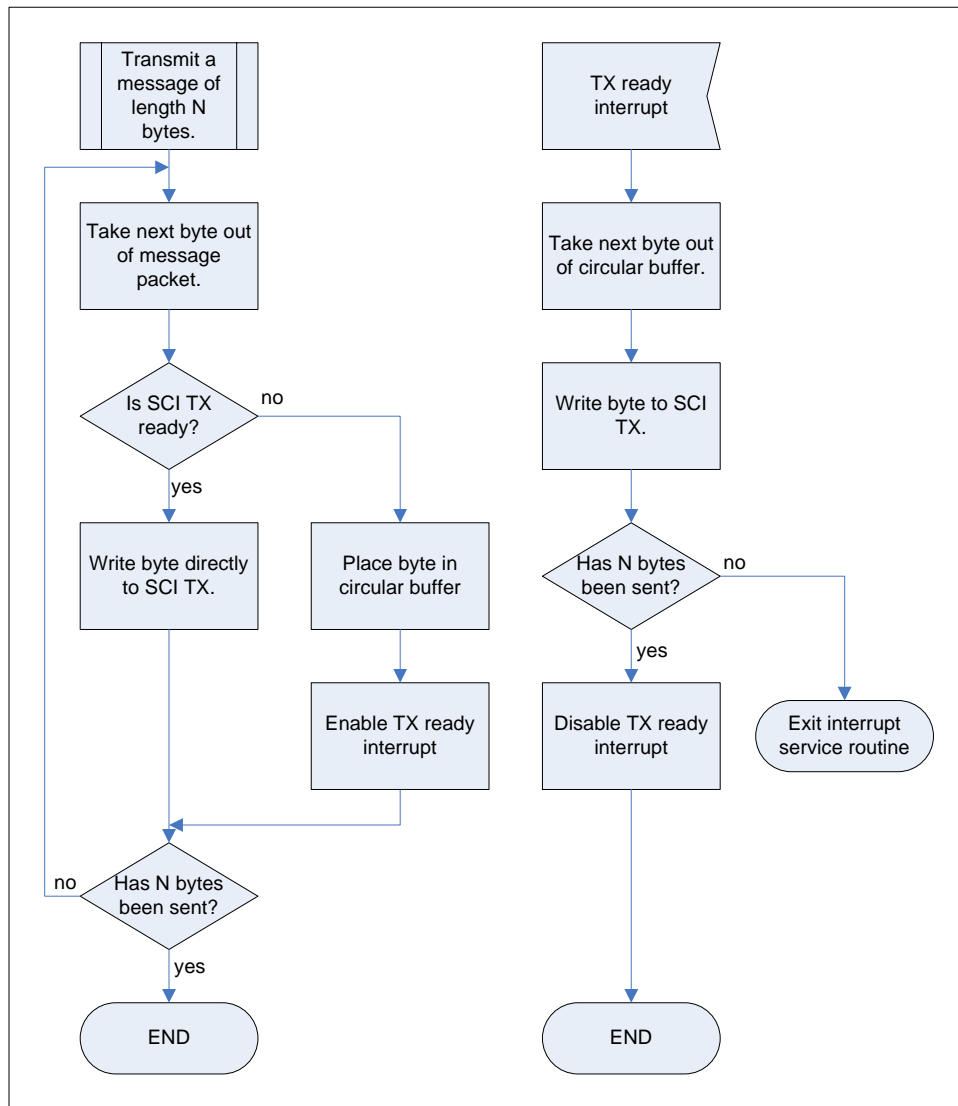 Transmit a
message of
length N
bytes.
Take next byte out
of message
packet.
Is SCI TX
ready?
no
yes
Write byte directly
to SCI TX.
Place byte in
circular buffer
Enable TX ready
interrupt
Has N bytes
been sent?
no
yes
END
TX ready
interrupt
Take next byte out
of circular buffer.
Write byte to SCI
TX.
Has N bytes
been sent?
no
yes
Disable TX ready
interrupt
Exit interrupt
service routine
END